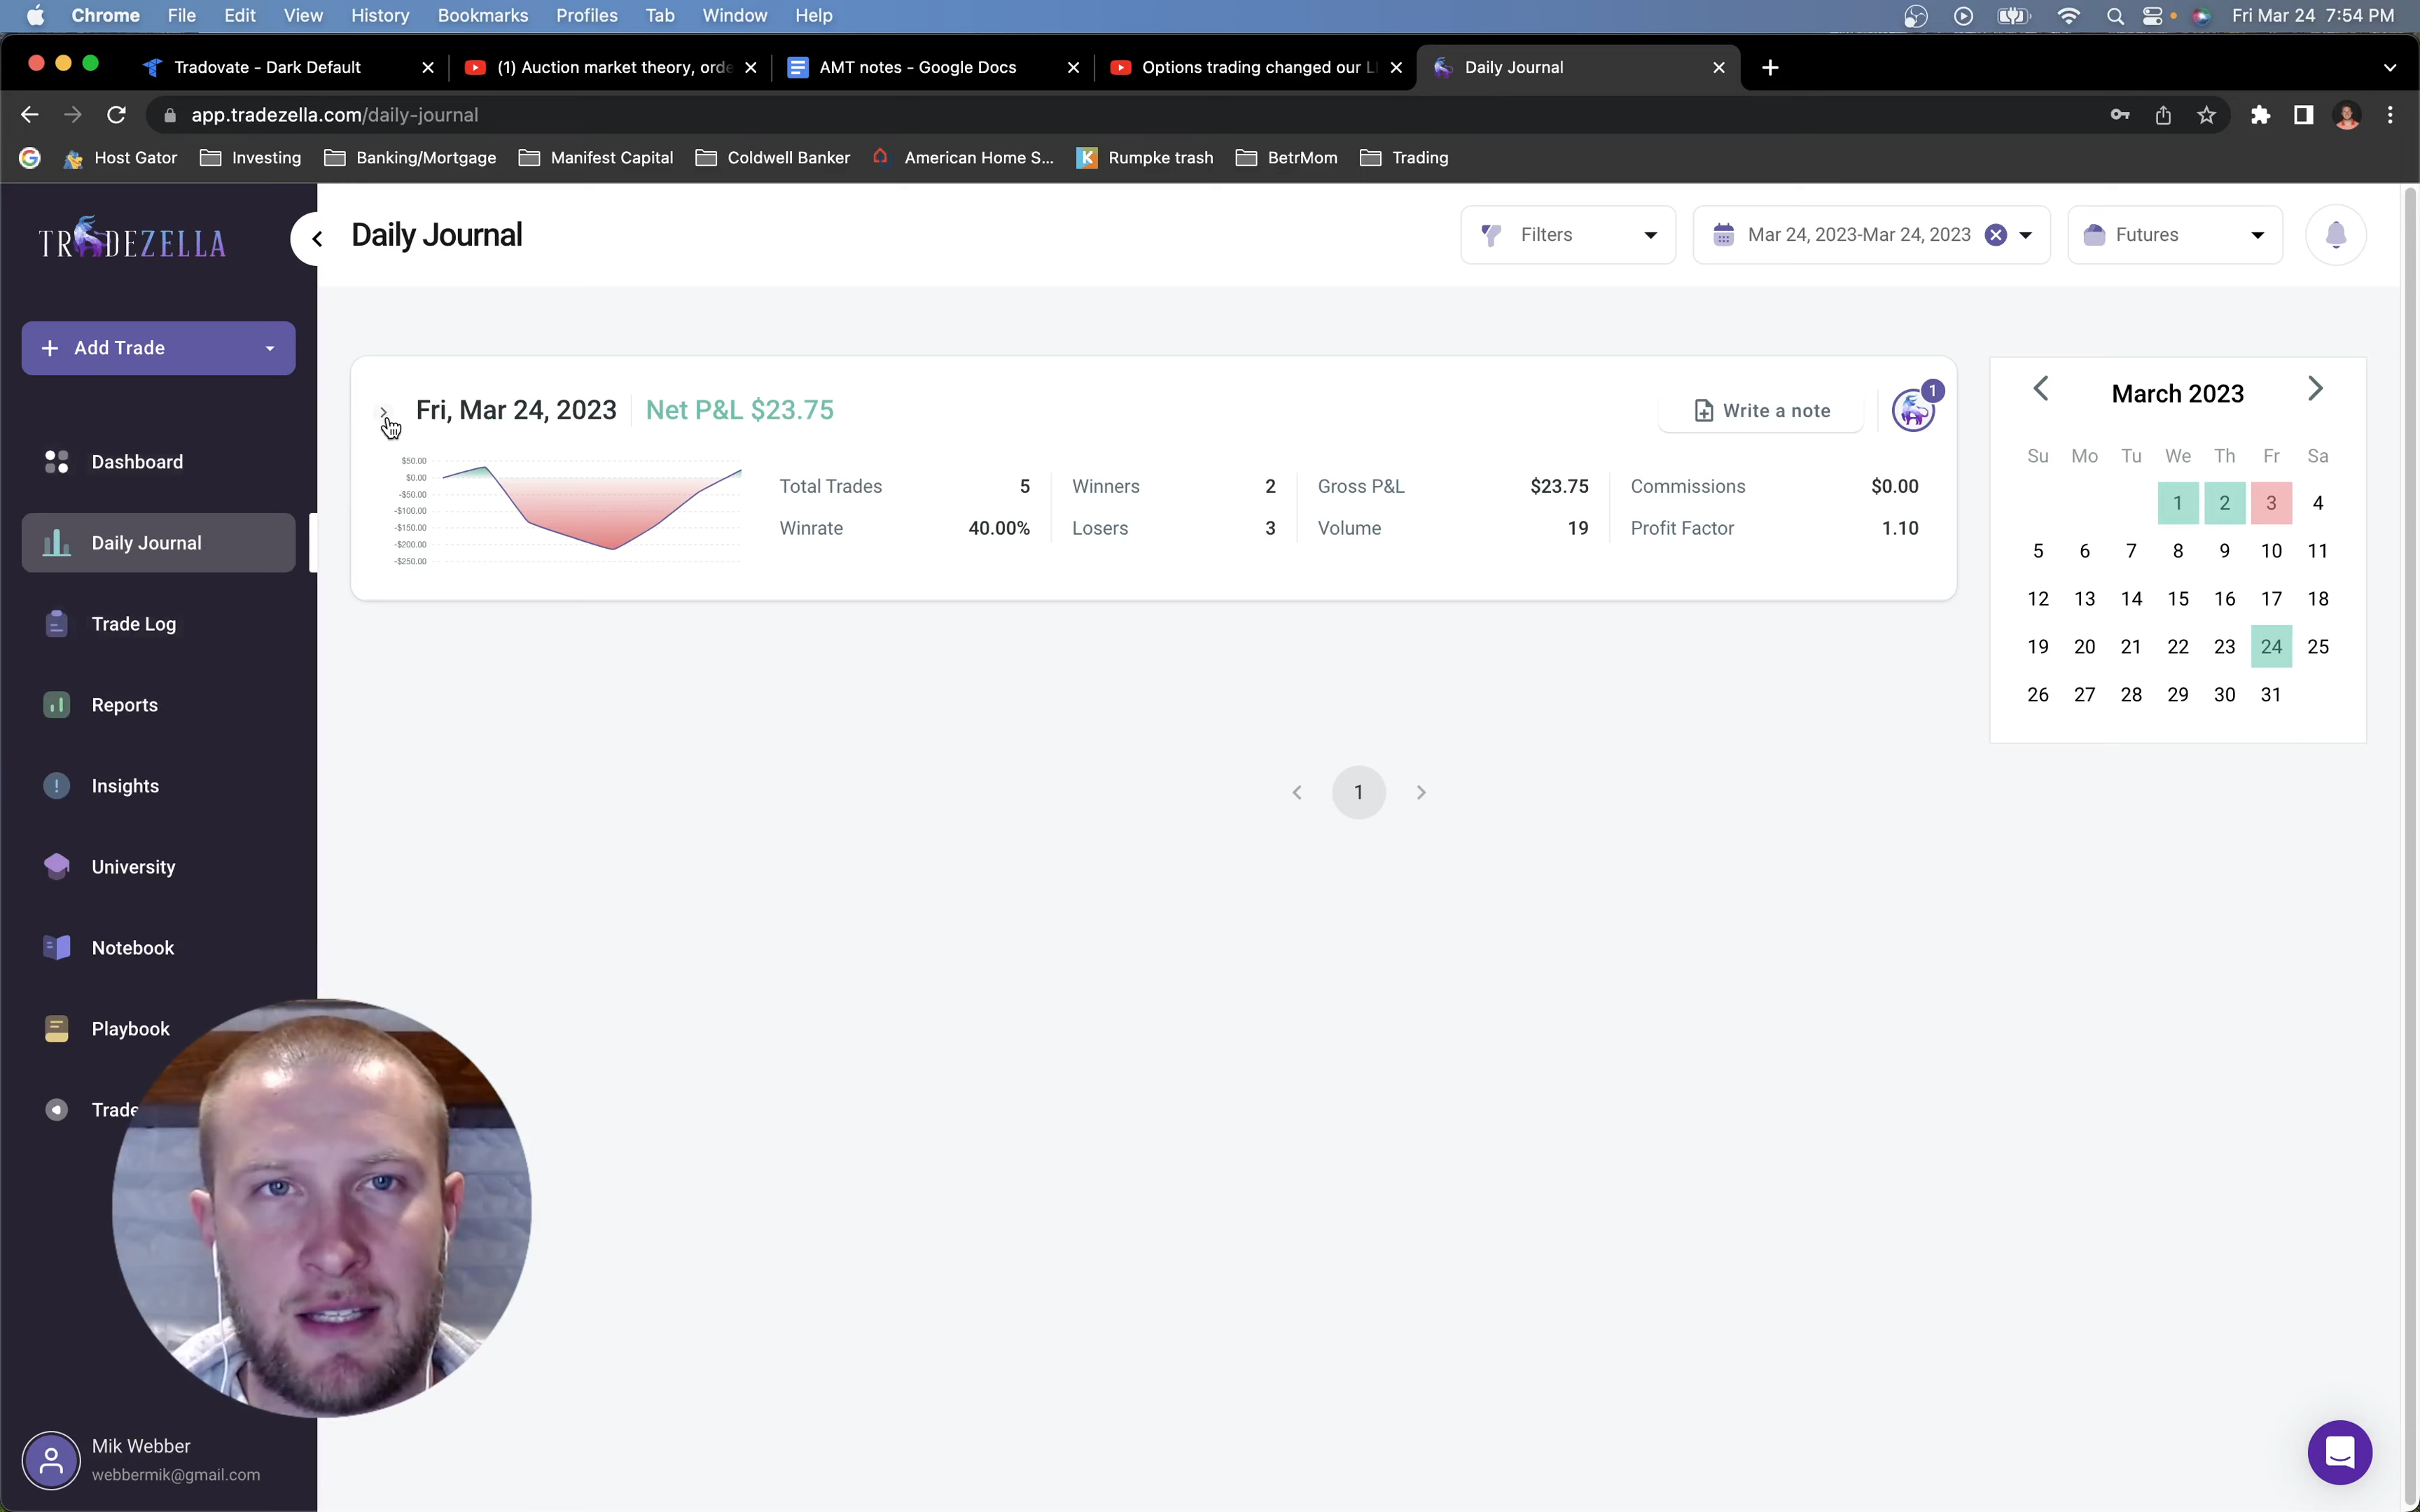 Chrome File Edit View History Bookmarks Profiles Tab Window Help Fri Mar 24 7:54 PM
Tradovate - Dark Default
(1) Auction market theory, orde
AMT notes - Google Docs
Options trading changed our LI
Daily Journal
app.tradezella.com/daily-journal
Host Gator Investing Banking/Mortgage Manifest Capital Coldwell Banker American Home S... Rumpke trash BetrMom Trading
TRADEZELLA
Daily Journal
Filters
Mar 24, 2023-Mar 24, 2023
Futures
Add Trade
Dashboard
Daily Journal
Trade Log
Reports
Insights
University
Notebook
Playbook
Trade
Mik Webber
webbermik@gmail.com
Fri, Mar 24, 2023 Net P&L $23.75
Write a note
1
$50.00
$0.00
-$50.00
-$100.00
-$150.00
-$200.00
-$250.00
Total Trades 5 Winners 2 Gross P&L $23.75 Commissions $0.00
Winrate 40.00% Losers 3 Volume 19 Profit Factor 1.10
March 2023
Su Mo Tu We Th Fr Sa
1 2 3 4
5 6 7 8 9 10 11
12 13 14 15 16 17 18
19 20 21 22 23 24 25
26 27 28 29 30 31
1